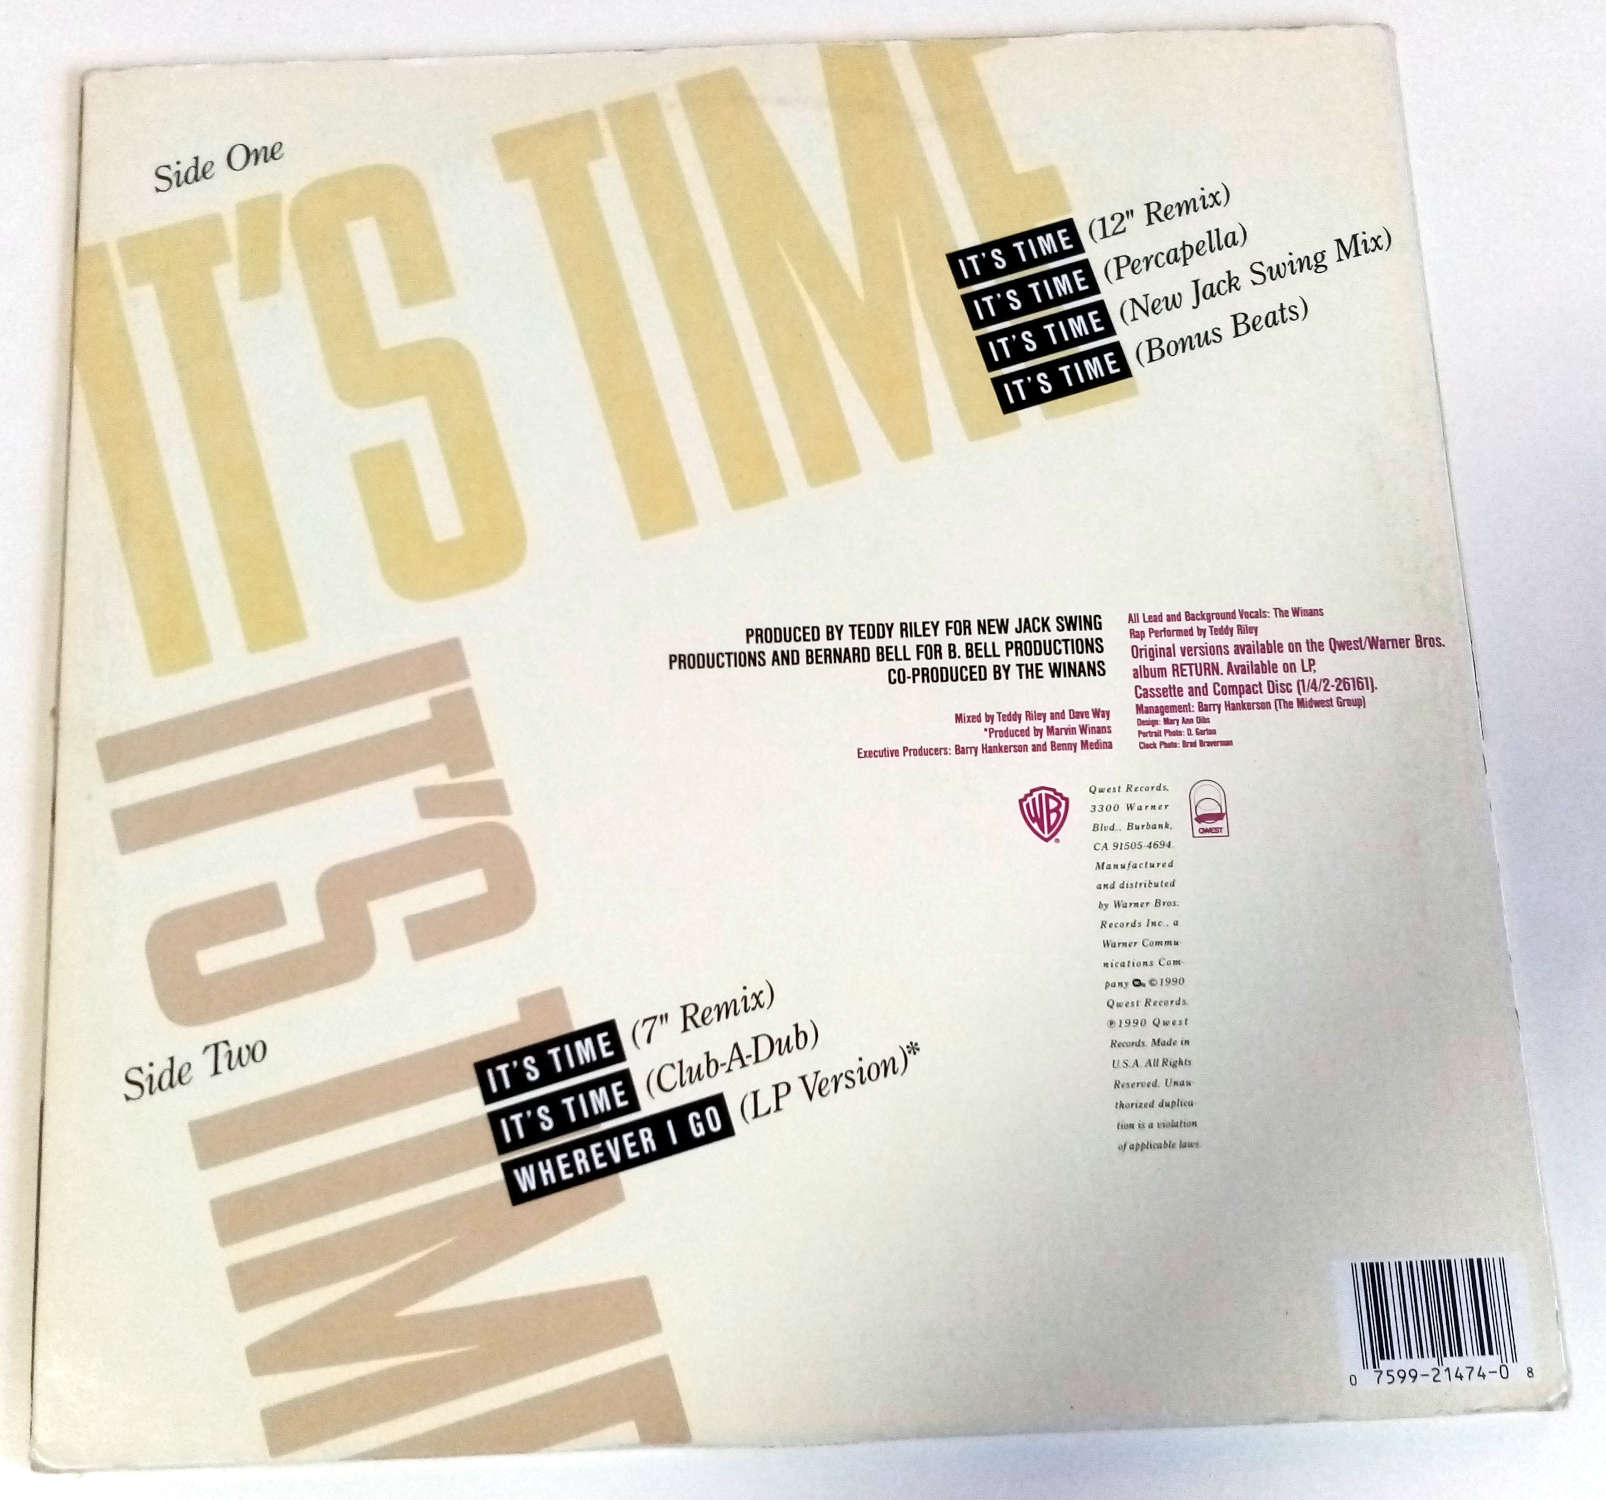 Side One
IT'S TIME
IT'S TIME (12" Remix)
IT'S TIME (Percapella)
IT'S TIME (New Jack Swing Mix)
IT'S TIME (Bonus Beats)
PRODUCED BY TEDDY RILEY FOR NEW JACK SWING
PRODUCTIONS AND BERNARD BELL FOR B. BELL PRODUCTIONS
CO-PRODUCED BY THE WINANS
Mixed by Teddy Riley and Dave Way
*Produced by Marvin Winans
Executive Producers: Barry Hankerson and Benny Medina
All Lead and Background Vocals: The Winans
Rap Performed by Teddy Riley
Original versions available on the Qwest/Warner Bros.
album RETURN. Available on LP,
Cassette and Compact Disc (1/4/2-26161).
Management: Barry Hankerson (The Midwest Group)
Design: Mary Ann Dibs
Portrait Photo: D. Gorton
Clock Photo: Brad Braverman
WB
Qwest Records,
3300 Warner
Blvd., Burbank,
CA 91505-4694.
Manufactured
and distributed
by Warner Bros.
Records Inc., a
Warner Commu-
nications Com-
pany ©1990
Qwest Records.
℗1990 Qwest
Records. Made in
U.S.A. All Rights
Reserved. Unau-
thorized duplica-
tion is a violation
of applicable laws.
QWEST
IT'S TIME
Side Two
IT'S TIME (7" Remix)
IT'S TIME (Club-A-Dub)
WHEREVER I GO (LP Version)*
0 7599-21474-0 8